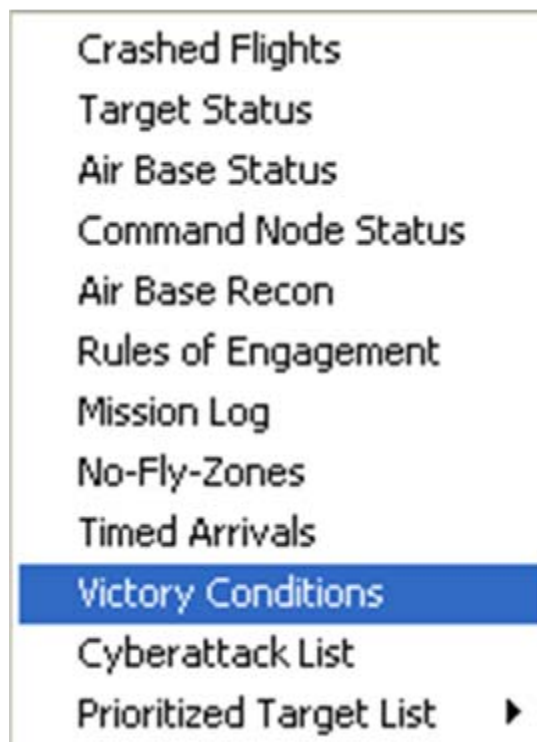 Crashed Flights
Target Status
Air Base Status
Command Node Status
Air Base Recon
Rules of Engagement
Mission Log
No-Fly-Zones
Timed Arrivals
Victory Conditions
Cyberattack List
Prioritized Target List